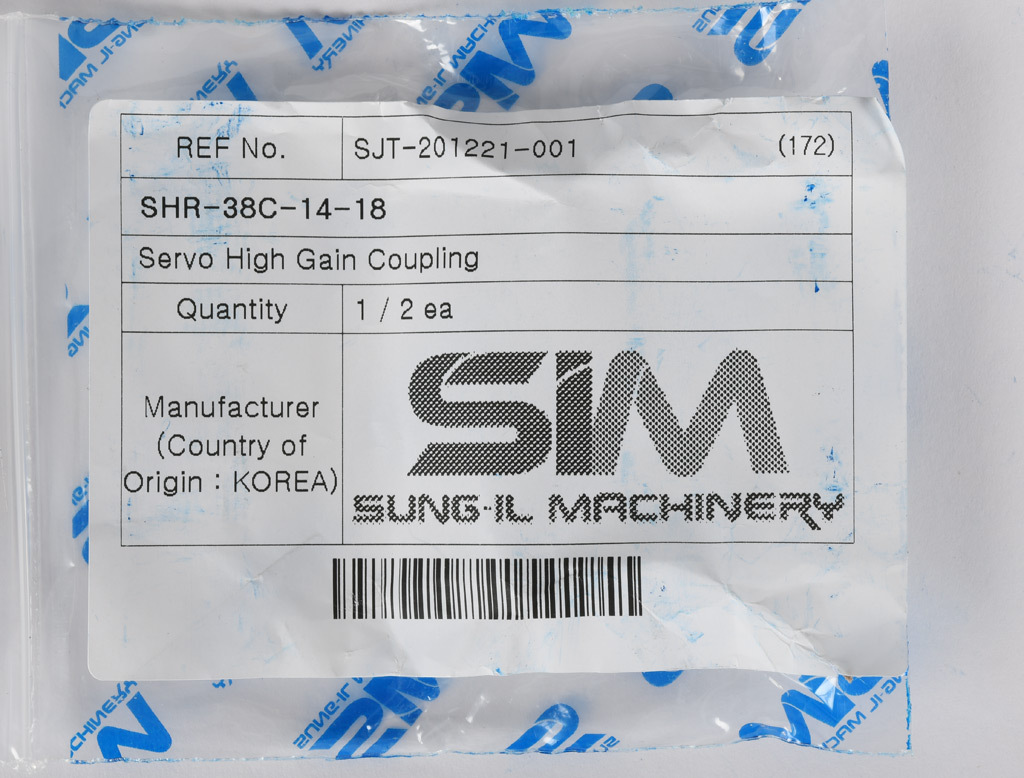 REF No. SJT-201221-001 (172)
SHR-38C-14-18
Servo High Gain Coupling
Quantity 1 / 2 ea
Manufacturer
(Country of
Origin : KOREA)
SIM
SUNG-IL MACHINERY